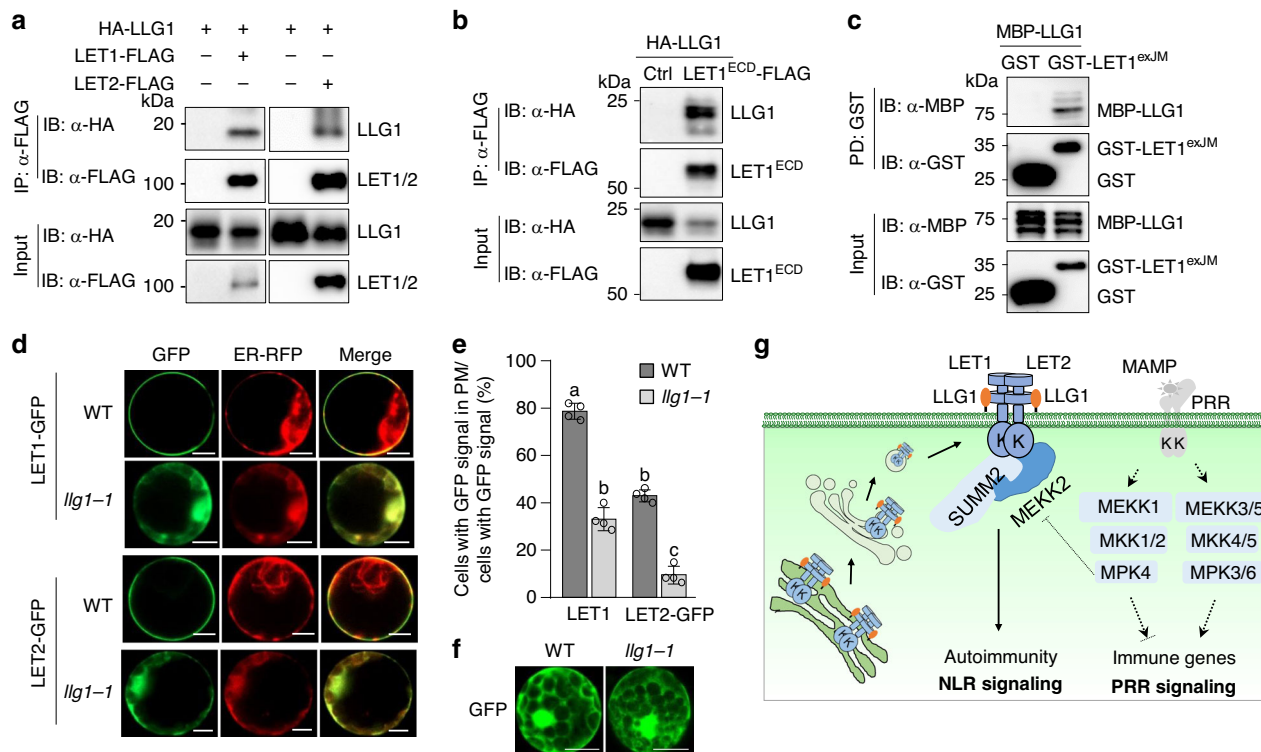 a
HA-LLG1 + + + +
LET1-FLAG – + – –
LET2-FLAG – – – +
kDa
IP: α-FLAG
IB: α-HA 20 LLG1
IB: α-FLAG 100 LET1/2
Input
IB: α-HA 20 LLG1
IB: α-FLAG 100 LET1/2
b
HA-LLG1
Ctrl LET1ECD-FLAG
kDa
IP: α-FLAG
IB: α-HA 25 LLG1
IB: α-FLAG 50 LET1ECD
Input
IB: α-HA 25 LLG1
IB: α-FLAG 50 LET1ECD
c
MBP-LLG1
GST GST-LET1exJM
kDa
PD: GST
IB: α-MBP 75 MBP-LLG1
IB: α-GST 35 GST-LET1exJM
25 GST
Input
IB: α-MBP 75 MBP-LLG1
IB: α-GST 35 GST-LET1exJM
25 GST
d
GFP ER-RFP Merge
LET1-GFP
WT
llg1–1
LET2-GFP
WT
llg1–1
e
Cells with GFP signal in PM/
cells with GFP signal (%)
100
80
60
40
20
0
WT
llg1–1
a
b
b
c
LET1 LET2-GFP
f
WT llg1–1
GFP
g
LET1 LET2
LLG1 LLG1
MAMP
PRR
K K
K K
SUMM2
MEKK2
K K
K K
K K
MEKK1 MEKK3/5
MKK1/2 MKK4/5
MPK4 MPK3/6
Autoimmunity
NLR signaling
Immune genes
PRR signaling